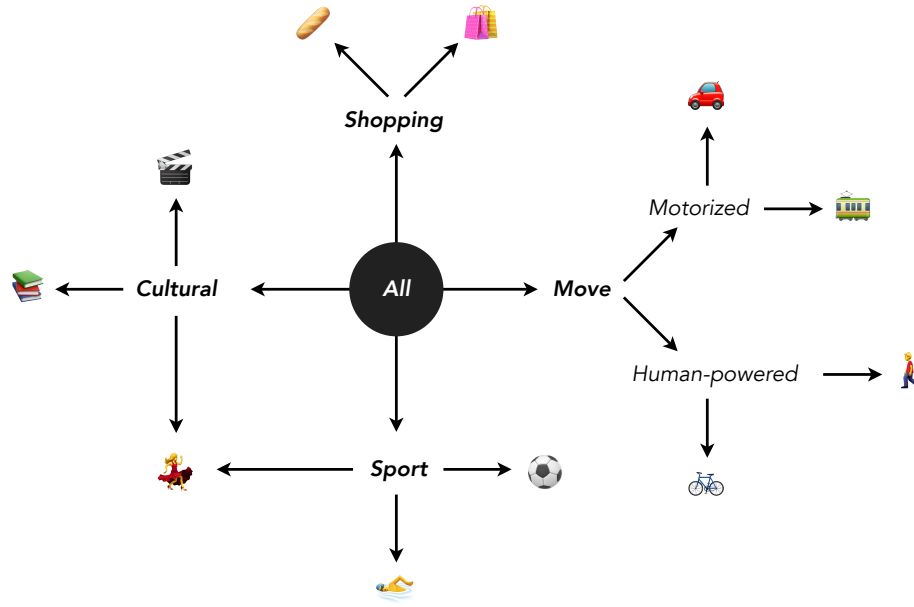 Shopping
Motorized
Cultural
All
Move
Human-powered
Sport